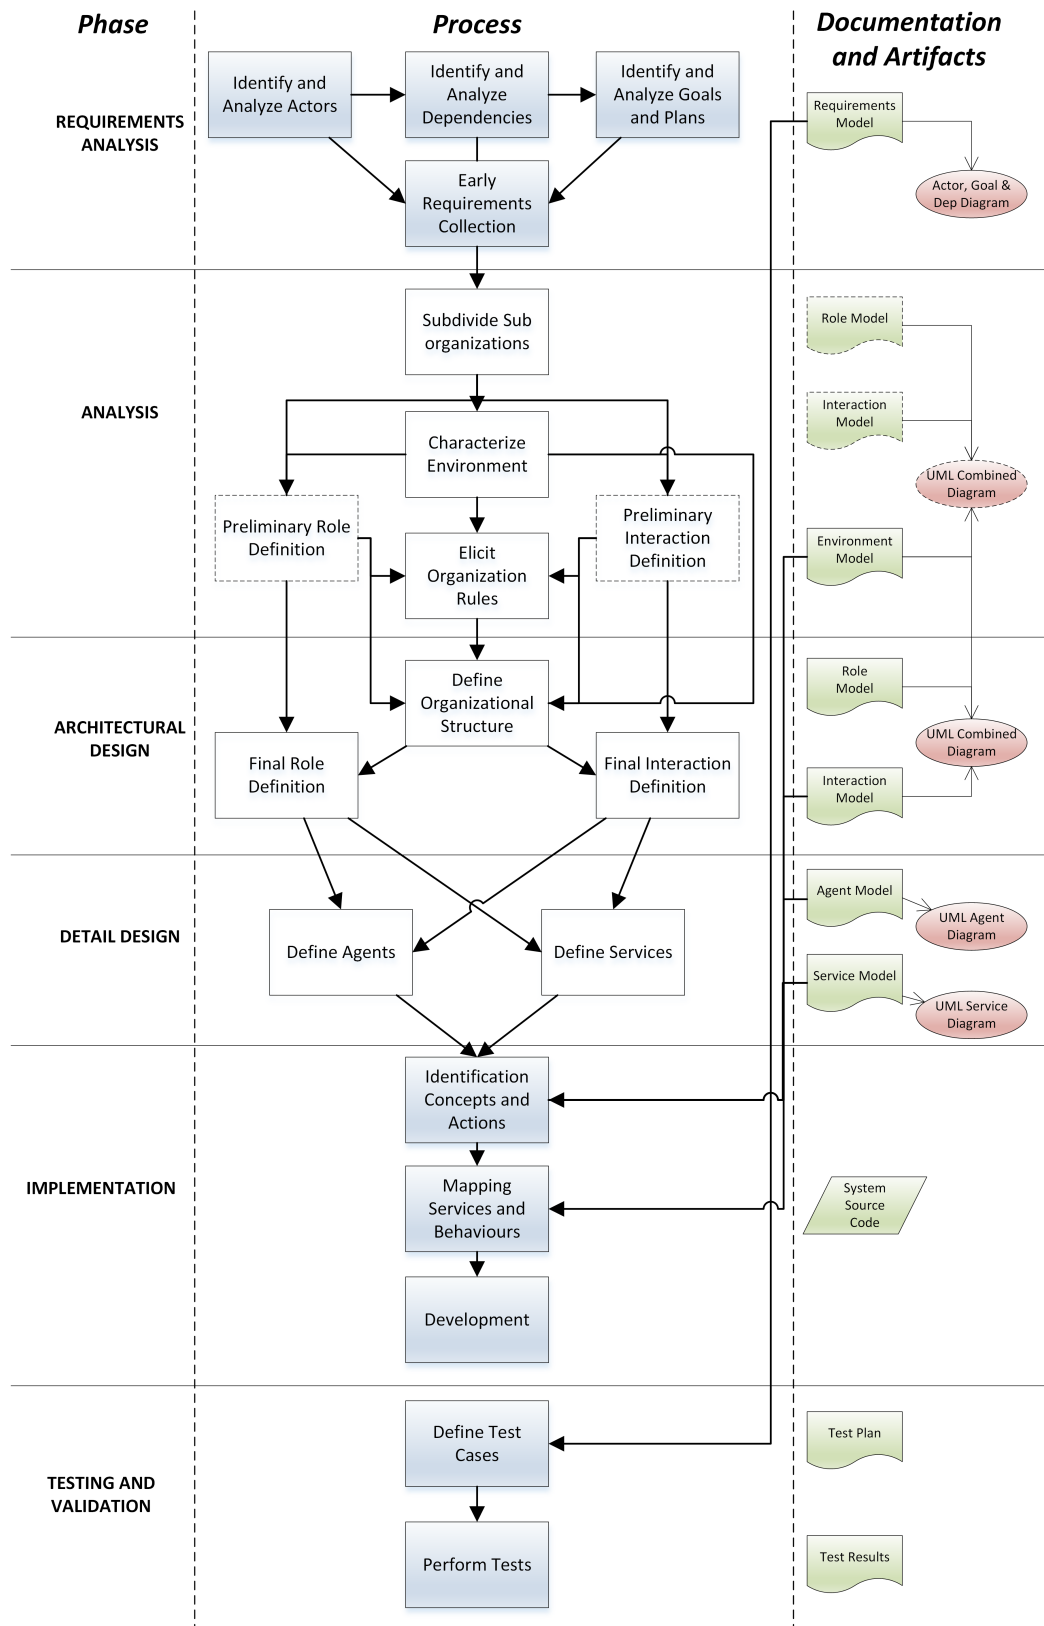 Phase
Process
Documentation
and Artifacts
REQUIREMENTS
ANALYSIS
Identify and
Analyze Actors
Identify and
Analyze
Dependencies
Identify and
Analyze Goals
and Plans
Early
Requirements
Collection
Requirements
Model
Actor, Goal &
Dep Diagram
ANALYSIS
Subdivide Sub
organizations
Characterize
Environment
Preliminary Role
Definition
Elicit
Organization
Rules
Preliminary
Interaction
Definition
Role Model
Interaction
Model
UML Combined
Diagram
Environment
Model
ARCHITECTURAL
DESIGN
Define
Organizational
Structure
Final Role
Definition
Final Interaction
Definition
Role
Model
UML Combined
Diagram
Interaction
Model
DETAIL DESIGN
Define Agents
Define Services
Agent Model
UML Agent
Diagram
Service Model
UML Service
Diagram
IMPLEMENTATION
Identification
Concepts and
Actions
Mapping
Services and
Behaviours
Development
System
Source
Code
TESTING AND
VALIDATION
Define Test
Cases
Perform Tests
Test Plan
Test Results